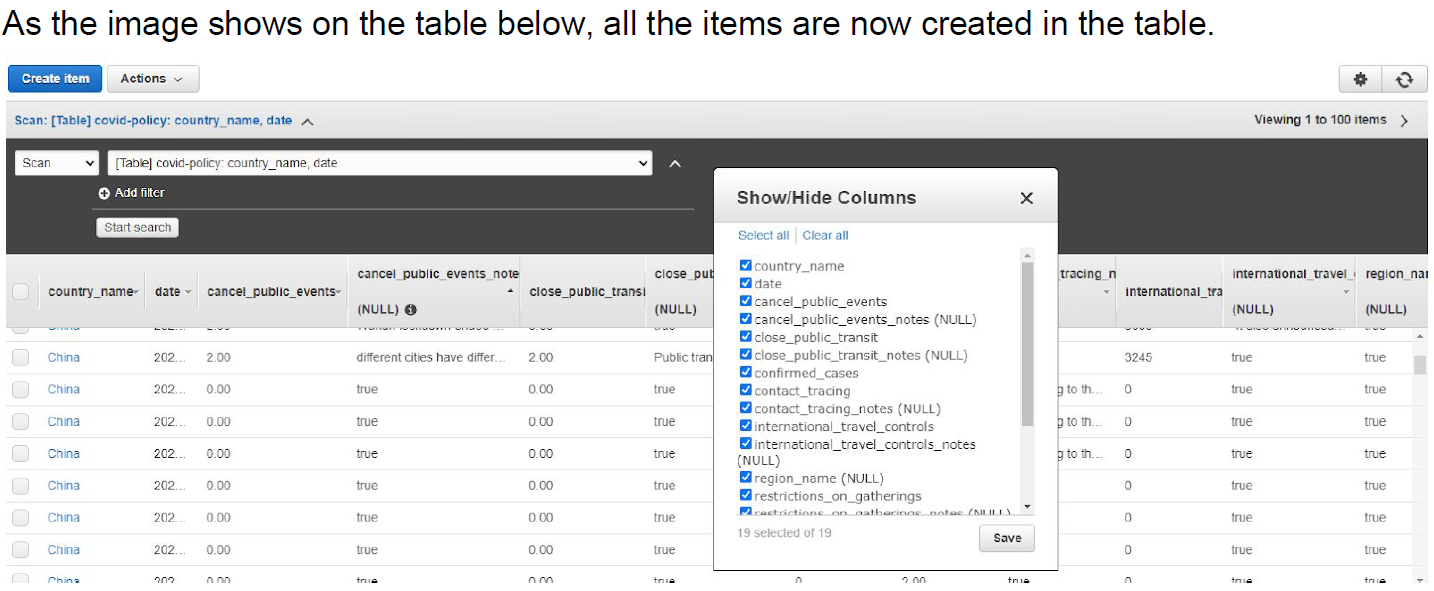 As the image shows on the table below, all the items are now created in the table.
Create item Actions
Scan: [Table] covid-policy: country_name, date Viewing 1 to 100 items
Scan [Table] covid-policy: country_name, date
Add filter
Start search
Show/Hide Columns
Select all Clear all
country_name
date
cancel_public_events
cancel_public_events_notes (NULL)
close_public_transit
close_public_transit_notes (NULL)
confirmed_cases
contact_tracing
contact_tracing_notes (NULL)
international_travel_controls
international_travel_controls_notes
(NULL)
region_name (NULL)
restrictions_on_gatherings
restrictions_on_gatherings_notes (NULL)
19 selected of 19
Save
country_name date cancel_public_events cancel_public_events_note (NULL) close_public_transi close_pub (NULL) tracing_n international_tra international_travel_ (NULL) region_na (NULL)
China 202... 2.00 different cities have differ... 2.00 Public tran 3245 true true
China 202... 0.00 true 0.00 true g to th... 0 true true
China 202... 0.00 true 0.00 true g to th... 0 true true
China 202... 0.00 true 0.00 true g to th... 0 true true
China 202... 0.00 true 0.00 true 0 true true
China 202... 0.00 true 0.00 true 0 true true
China 202... 0.00 true 0.00 true 0 true true
China 202... 0.00 true 0.00 true 0 2.00 true 0 true true